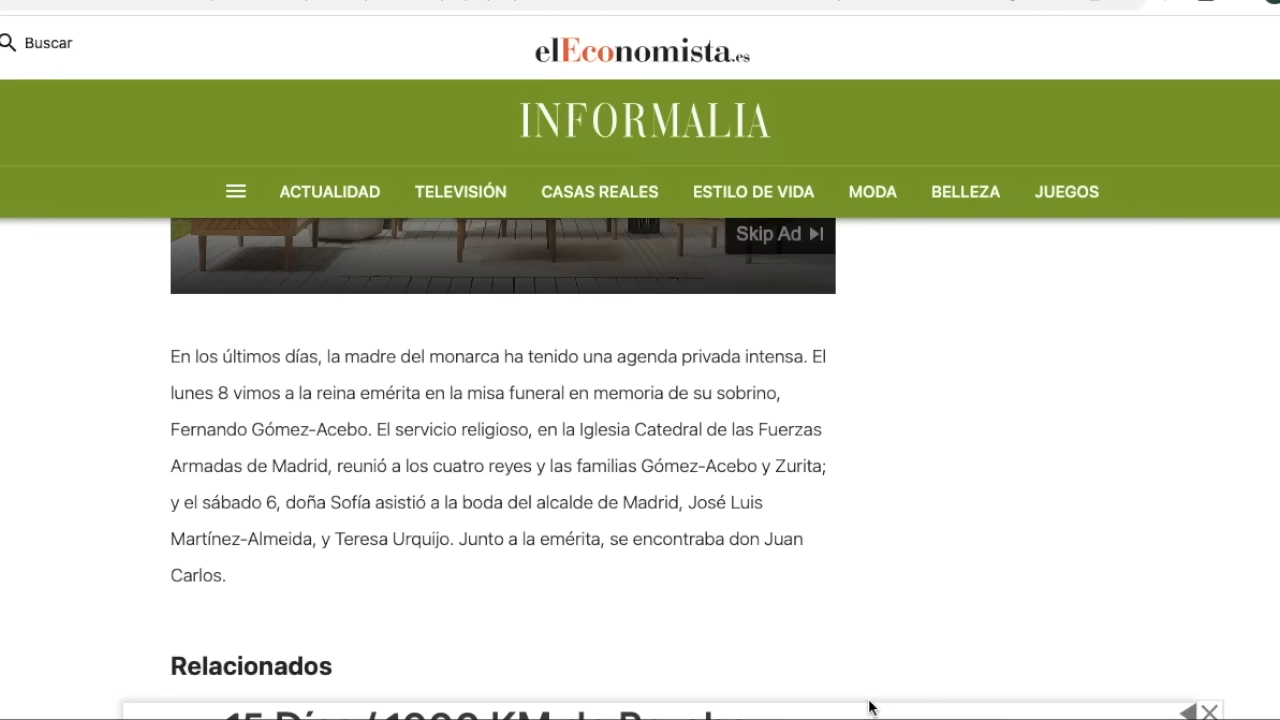 Buscar
elEconomista.es
INFORMALIA
ACTUALIDAD TELEVISIÓN CASAS REALES ESTILO DE VIDA MODA BELLEZA JUEGOS
Skip Ad
En los últimos días, la madre del monarca ha tenido una agenda privada intensa. El
lunes 8 vimos a la reina emérita en la misa funeral en memoria de su sobrino,
Fernando Gómez-Acebo. El servicio religioso, en la Iglesia Catedral de las Fuerzas
Armadas de Madrid, reunió a los cuatro reyes y las familias Gómez-Acebo y Zurita;
y el sábado 6, doña Sofía asistió a la boda del alcalde de Madrid, José Luis
Martínez-Almeida, y Teresa Urquijo. Junto a la emérita, se encontraba don Juan
Carlos.
Relacionados
15 Días / 1000 KM de